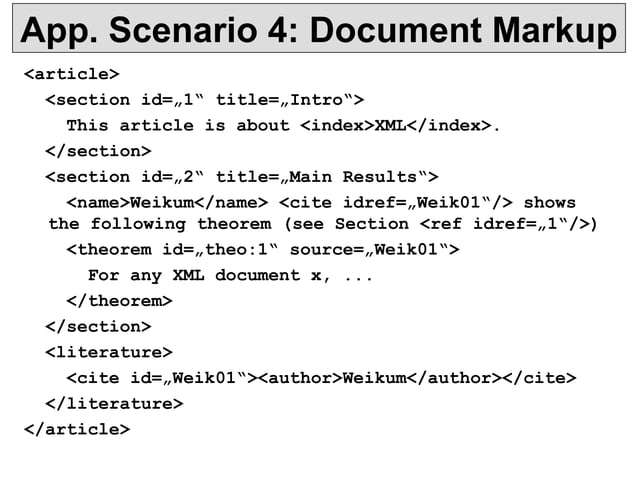 App. Scenario 4: Document Markup
<article>
<section id=„1“ title=„Intro“>
This article is about <index>XML</index>.
</section>
<section id=„2“ title=„Main Results“>
<name>Weikum</name> <cite idref=„Weik01“/> shows
the following theorem (see Section <ref idref=„1“/>)
<theorem id=„theo:1“ source=„Weik01“>
For any XML document x, ...
</theorem>
</section>
<literature>
<cite id=„Weik01“><author>Weikum</author></cite>
</literature>
</article>